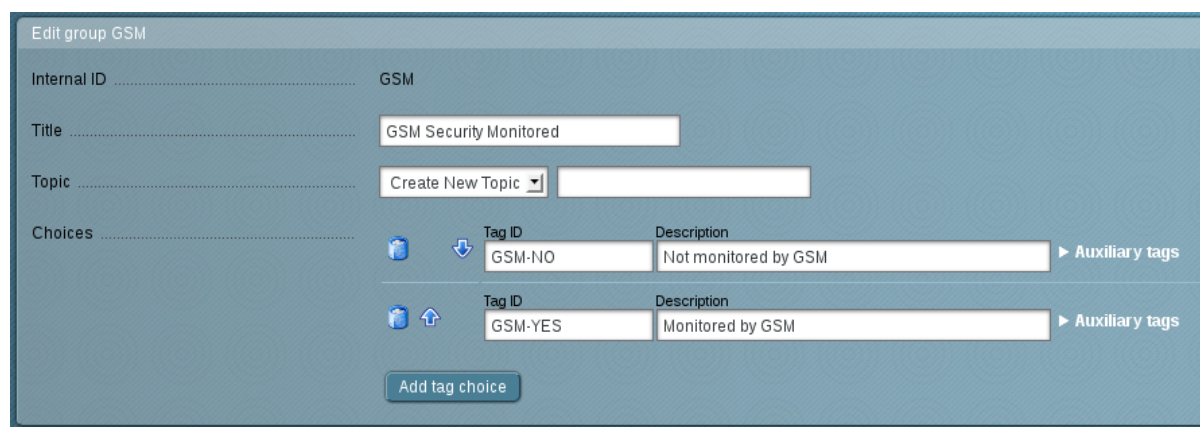 Edit group GSM
Internal ID GSM
Title GSM Security Monitored
Topic Create New Topic
Choices
Tag ID Description
GSM-NO Not monitored by GSM Auxiliary tags
Tag ID Description
GSM-YES Monitored by GSM Auxiliary tags
Add tag choice